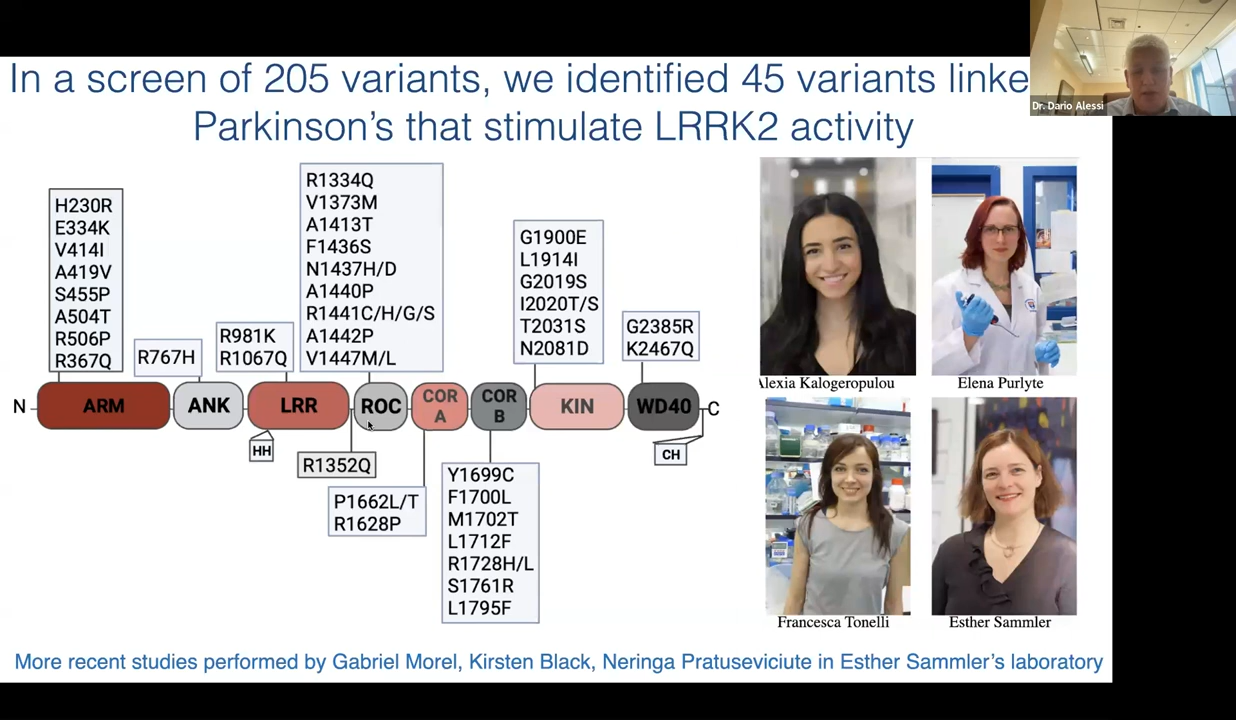 In a screen of 205 variants, we identified 45 variants linke
Parkinson's that stimulate LRRK2 activity
Dr. Dario Alessi
H230R
E334K
V414I
A419V
S455P
A504T
R506P
R367Q
R767H
R981K
R1067Q
R1334Q
V1373M
A1413T
F1436S
N1437H/D
A1440P
R1441C/H/G/S
A1442P
V1447M/L
G1900E
L1914I
G2019S
I2020T/S
T2031S
N2081D
G2385R
K2467Q
N
ARM
ANK
LRR
ROC
COR
A
COR
B
KIN
WD40
C
HH
CH
R1352Q
P1662L/T
R1628P
Y1699C
F1700L
M1702T
L1712F
R1728H/L
S1761R
L1795F
Alexia Kalogeropulou
Elena Purlyte
Francesca Tonelli
Esther Sammler
More recent studies performed by Gabriel Morel, Kirsten Black, Neringa Pratuseviciute in Esther Sammler's laboratory